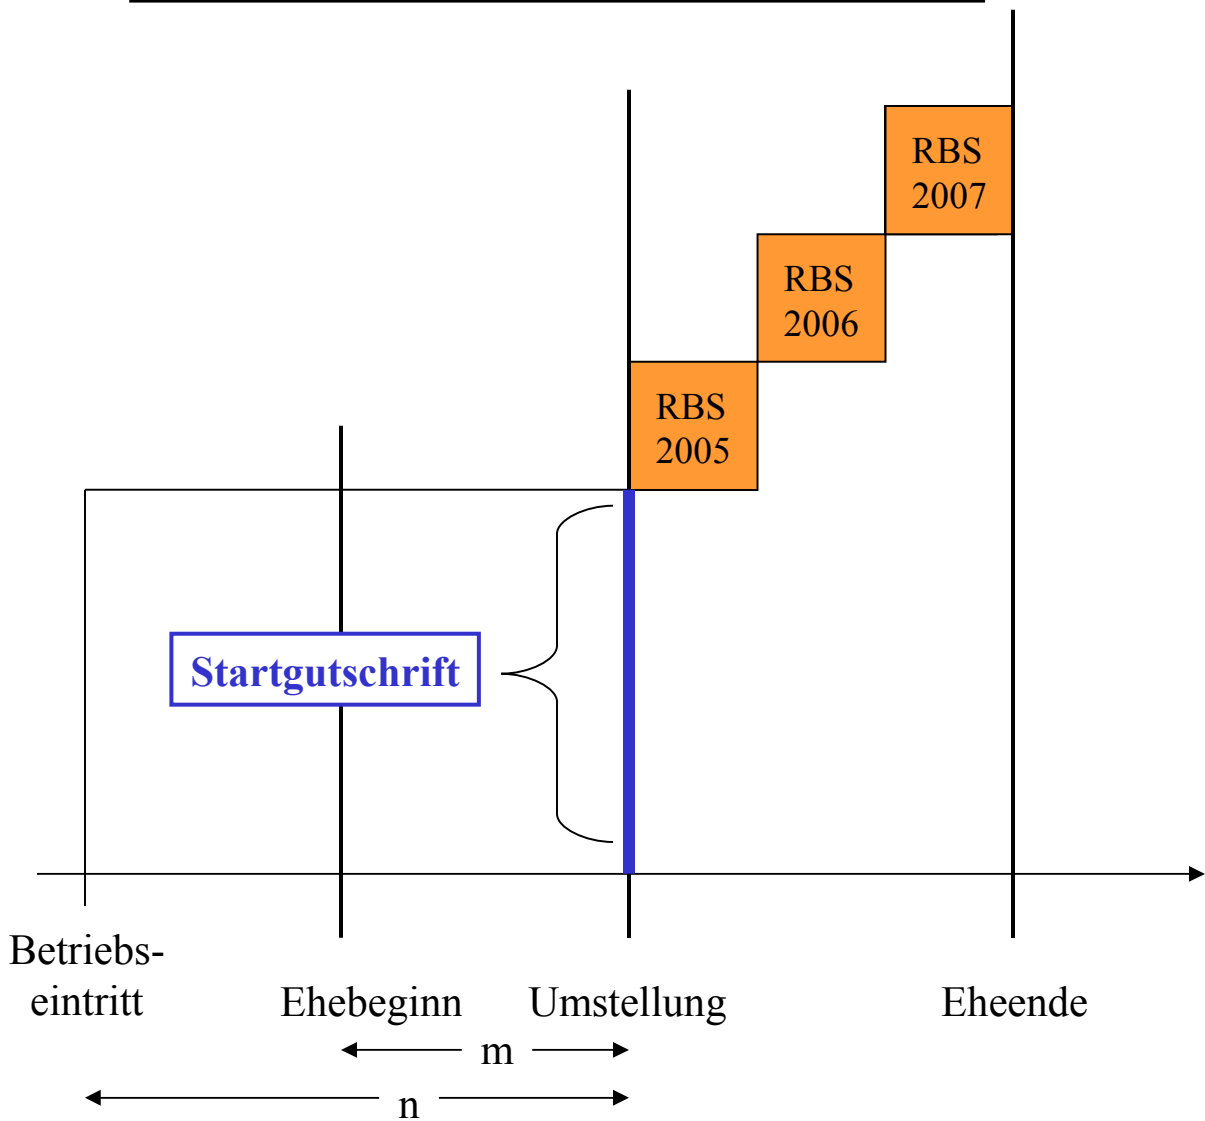 RBS
2007
RBS
2006
RBS
2005
Startgutschrift
Betriebs-
eintritt
Ehebeginn
Umstellung
Eheende
m
n